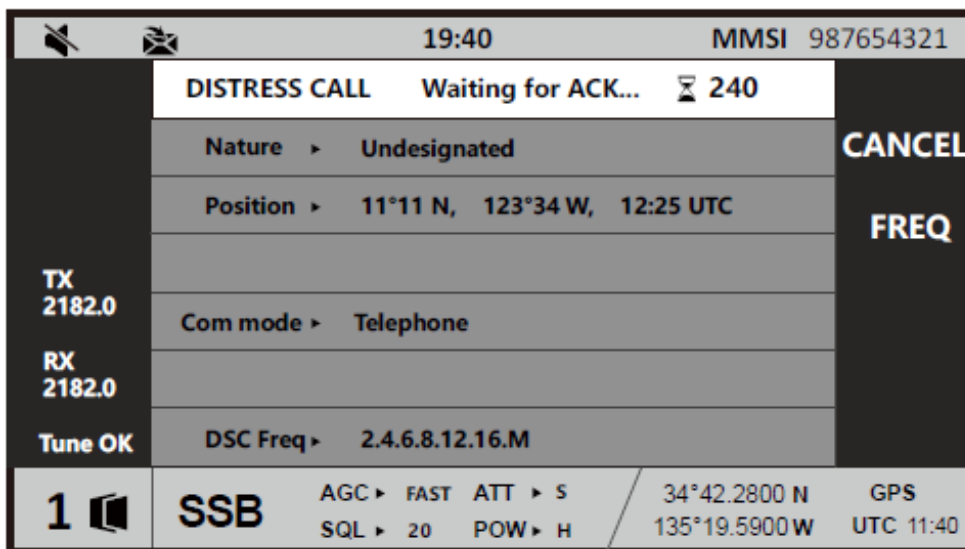 19:40 MMSI 987654321
DISTRESS CALL Waiting for ACK... 240
Nature ▸ Undesignated
CANCEL
Position ▸ 11°11 N, 123°34 W, 12:25 UTC
FREQ
TX
2182.0
Com mode ▸ Telephone
RX
2182.0
Tune OK
DSC Freq ▸ 2.4.6.8.12.16.M
1 SSB
AGC ▸ FAST ATT ▸ S
SQL ▸ 20 POW ▸ H
34°42.2800 N
135°19.5900 W
GPS
UTC 11:40